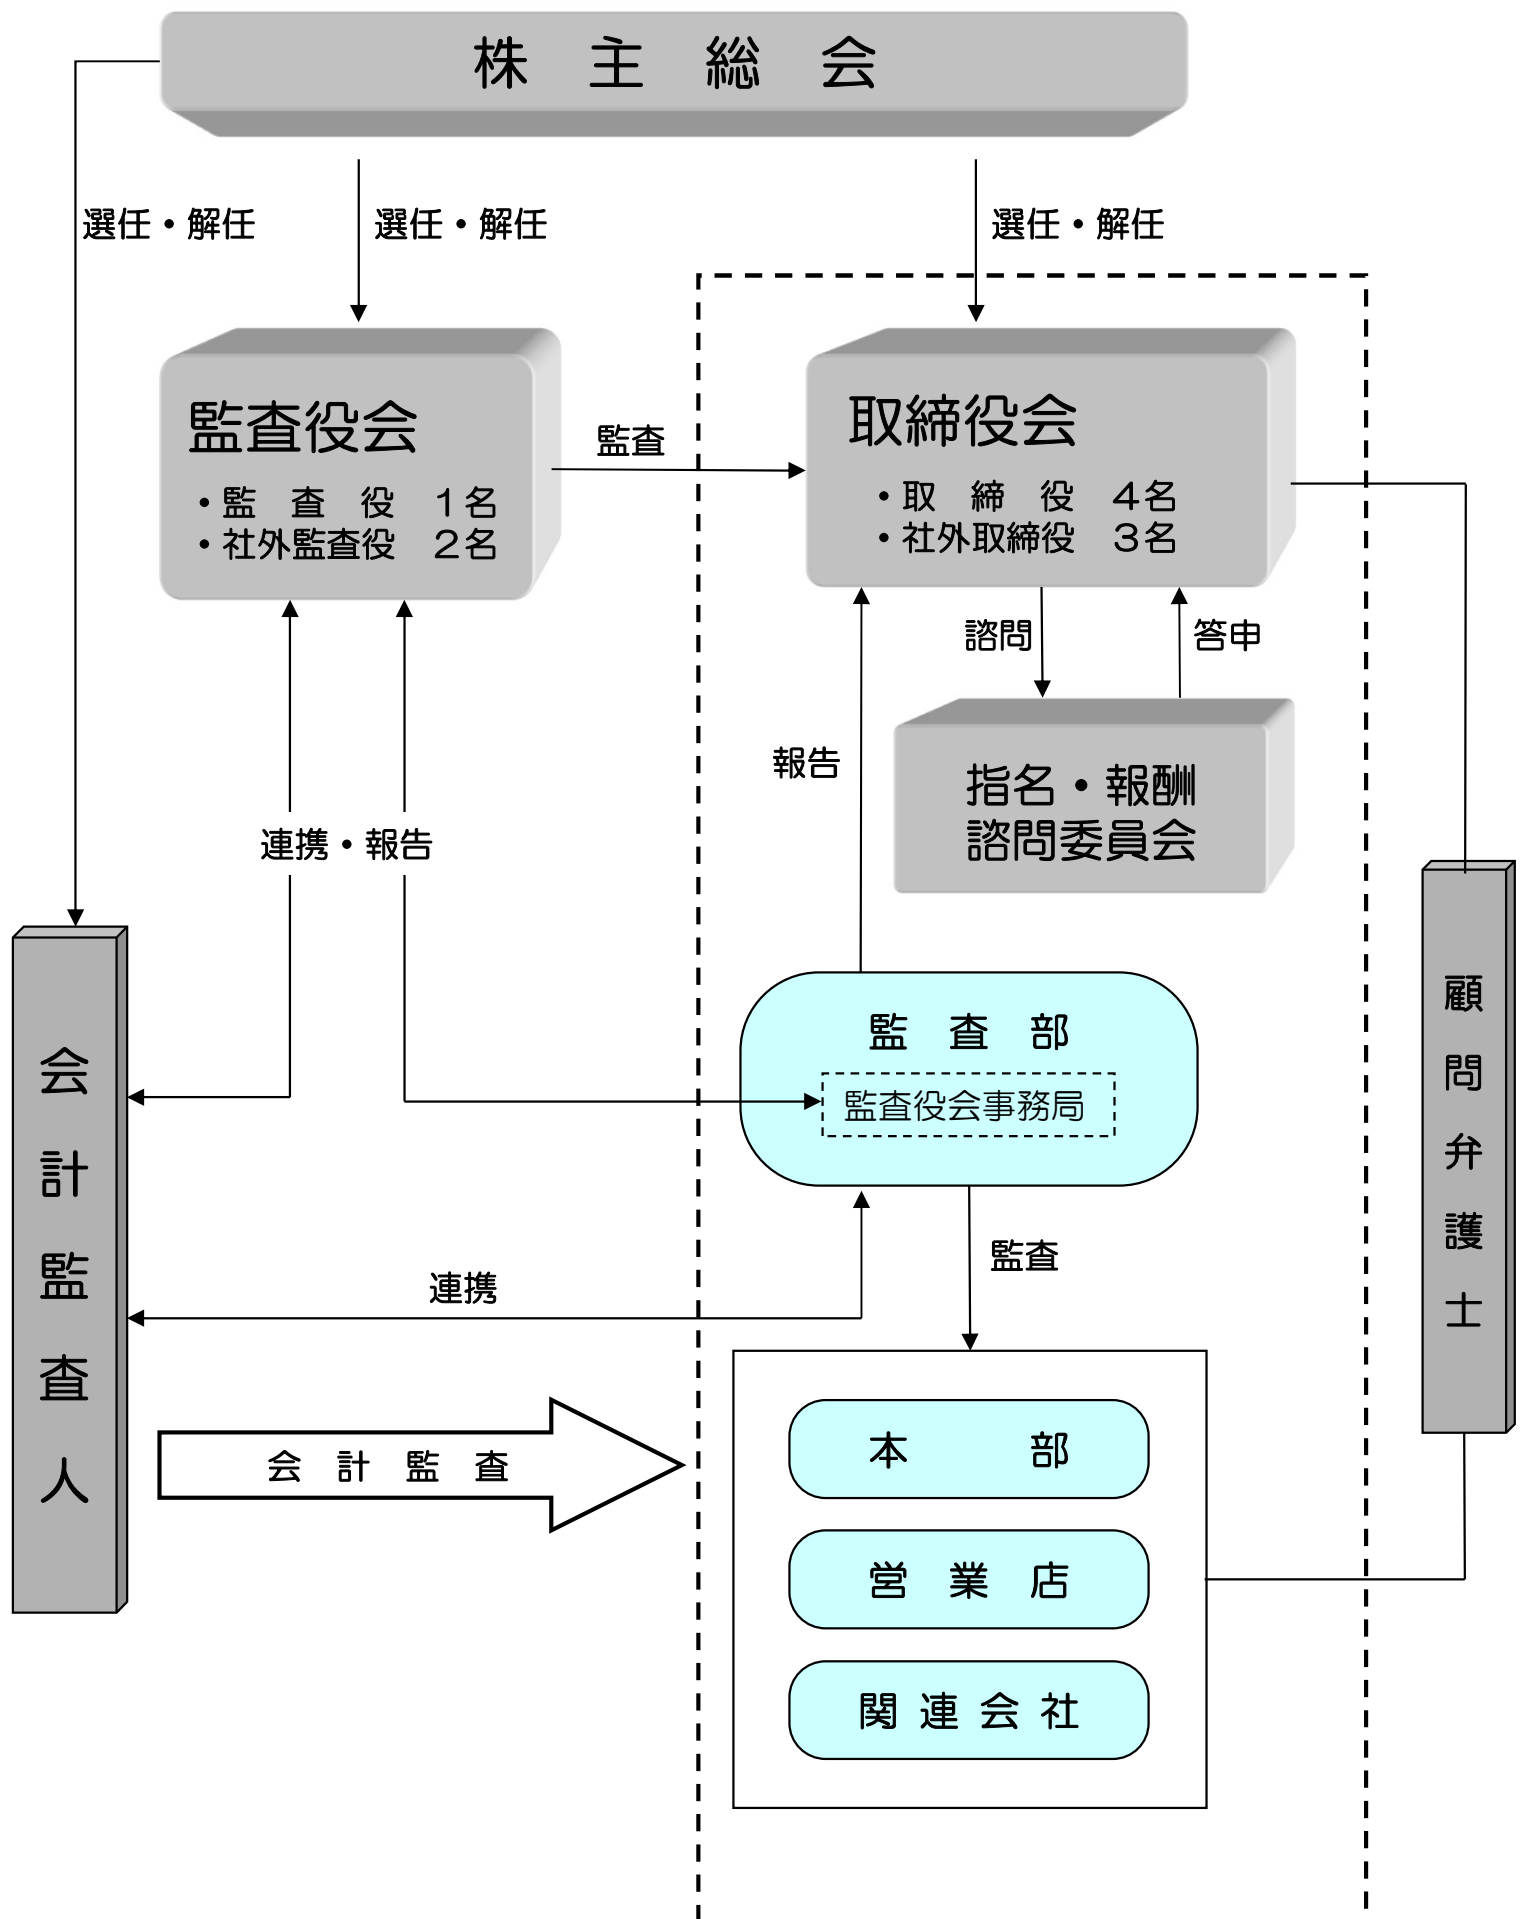 株　主　総　会
選任・解任
選任・解任
選任・解任
監査役会
・監　査　役　１名
・社外監査役　２名
監査
取締役会
・取　締　役　４名
・社外取締役　３名
諮問
答申
報告
指名・報酬
諮問委員会
連携・報告
監　査　部
監査役会事務局
会計監査人
顧問弁護士
監査
連携
会　計　監　査
本　　　部
営　業　店
関 連 会 社